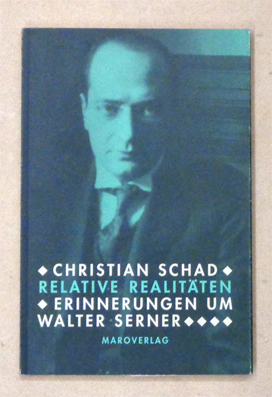 ◆ CHRISTIAN SCHAD ◆
RELATIVE REALITÄTEN
◆ ERINNERUNGEN UM
WALTER SERNER ◆◆◆◆
MAROVERLAG